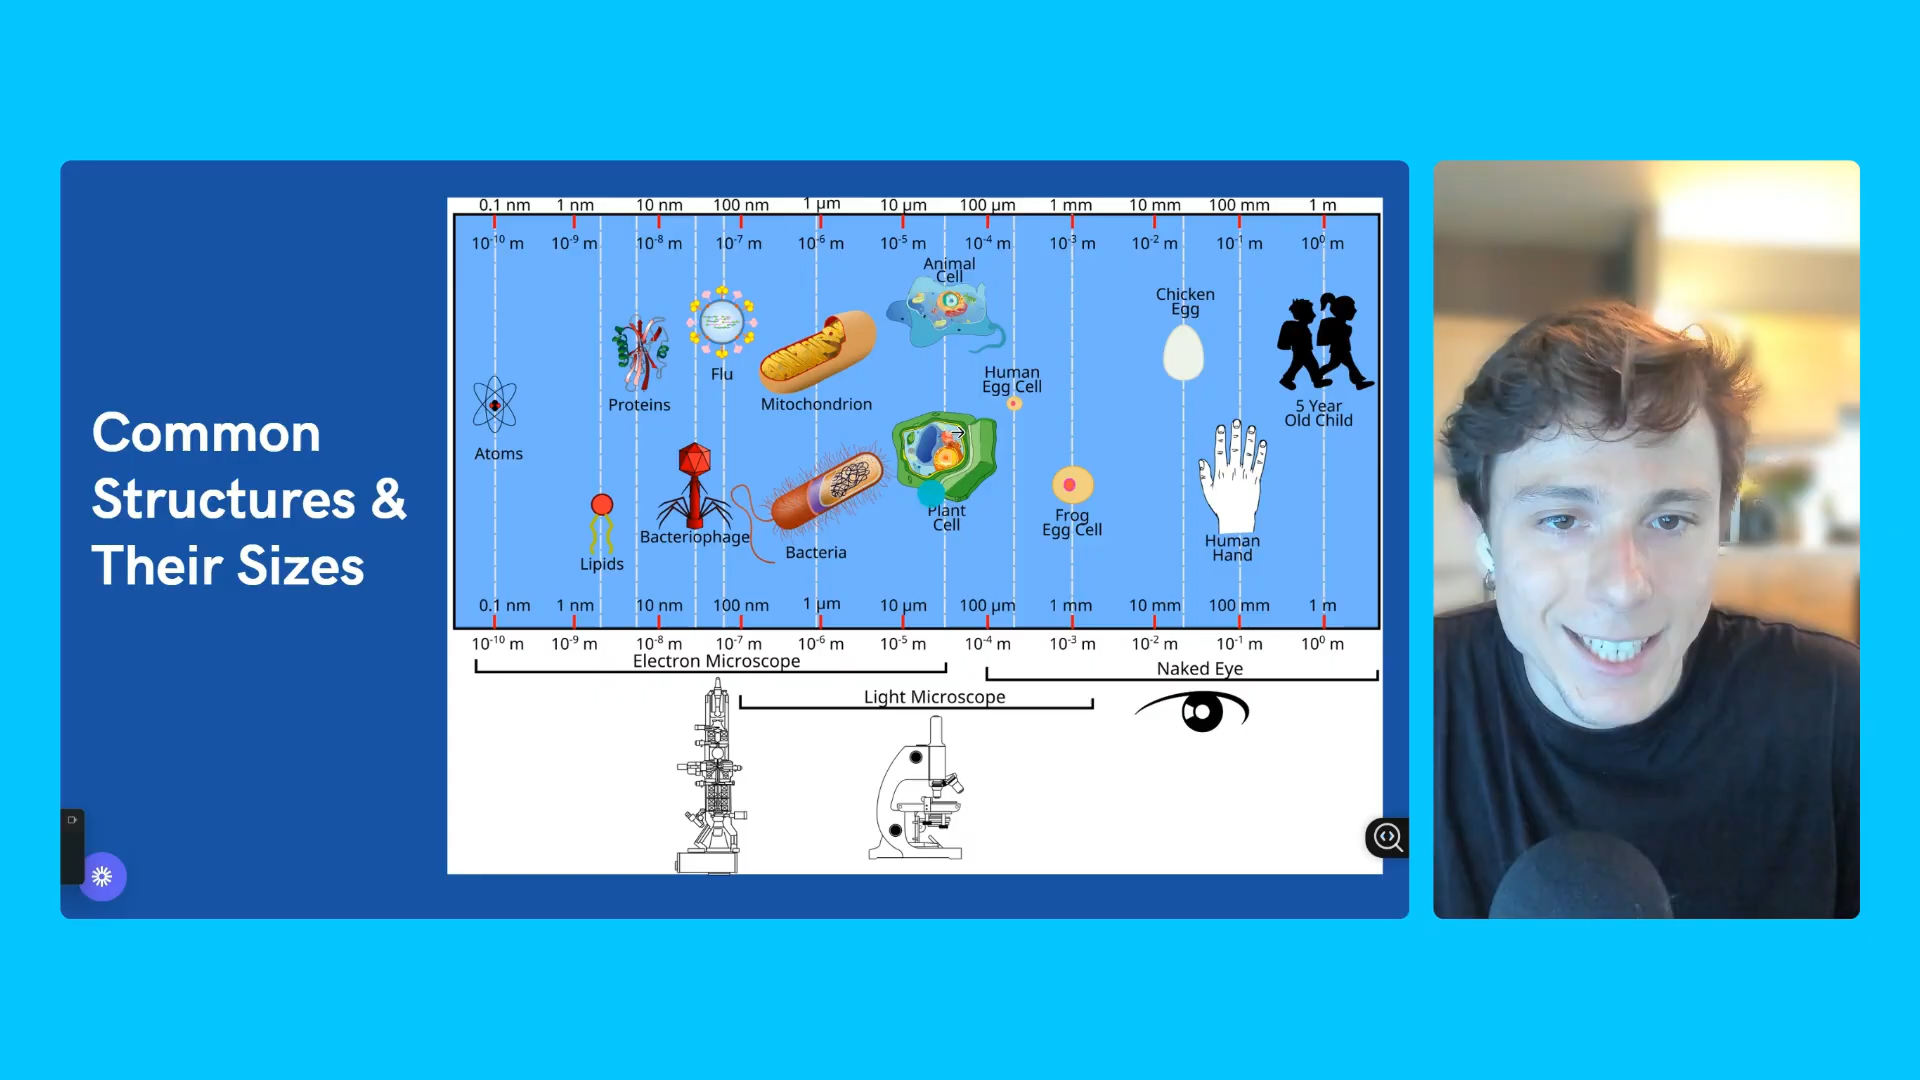 Common
Structures &
Their Sizes
0.1 nm 1 nm 10 nm 100 nm 1 µm 10 µm 100 µm 1 mm 10 mm 100 mm 1 m
10⁻¹⁰ m 10⁻⁹ m 10⁻⁸ m 10⁻⁷ m 10⁻⁶ m 10⁻⁵ m 10⁻⁴ m 10⁻³ m 10⁻² m 10⁻¹ m 10⁰ m
Animal
Cell
Chicken
Egg
Flu
Human
Egg Cell
Proteins
Mitochondrion
5 Year
Old Child
Atoms
Plant
Cell
Frog
Egg Cell
Bacteriophage
Human
Hand
Bacteria
Lipids
0.1 nm 1 nm 10 nm 100 nm 1 µm 10 µm 100 µm 1 mm 10 mm 100 mm 1 m
10⁻¹⁰ m 10⁻⁹ m 10⁻⁸ m 10⁻⁷ m 10⁻⁶ m 10⁻⁵ m 10⁻⁴ m 10⁻³ m 10⁻² m 10⁻¹ m 10⁰ m
Electron Microscope
Naked Eye
Light Microscope